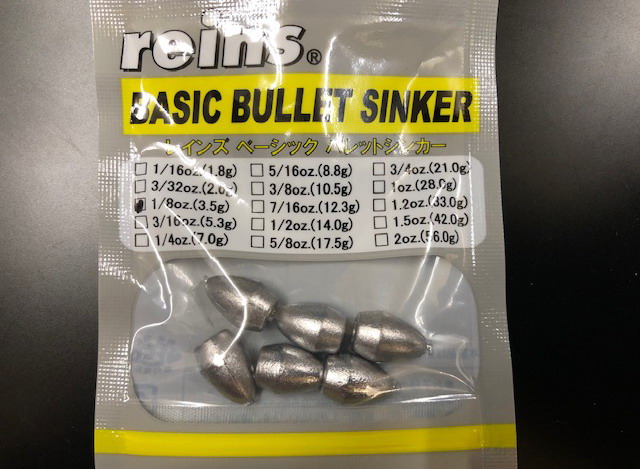 reins®
BASIC BULLET SINKER
レインズ ベーシック バレットシンカー
1/16oz.(1.8g) 5/16oz.(8.8g) 3/4oz.(21.0g)
3/32oz.(2.6g) 3/8oz.(10.5g) 1oz.(28.0g)
1/8oz.(3.5g) 7/16oz.(12.3g) 1.2oz.(33.0g)
3/16oz.(5.3g) 1/2oz.(14.0g) 1.5oz.(42.0g)
1/4oz.(7.0g) 5/8oz.(17.5g) 2oz.(56.0g)